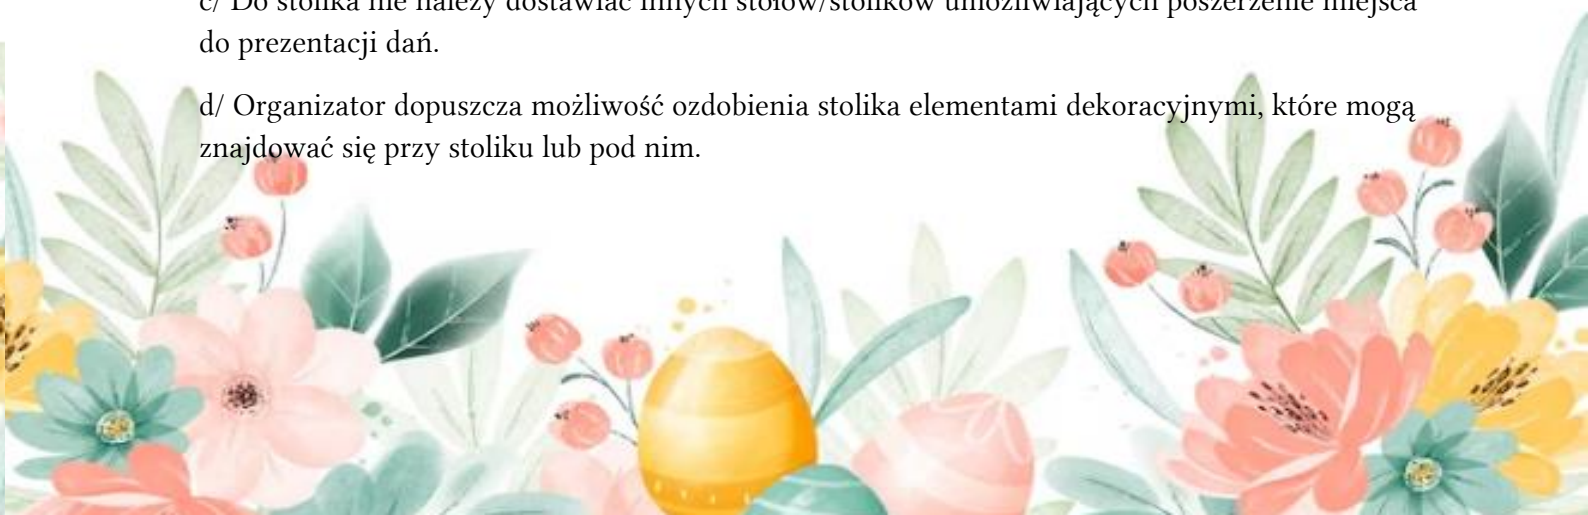 c/ Do stolika nie należy dostawiać innych stołów/stolików umożliwiających poszerzenie miejsca
do prezentacji dań.
d/ Organizator dopuszcza możliwość ozdobienia stolika elementami dekoracyjnymi, które mogą
znajdować się przy stoliku lub pod nim.